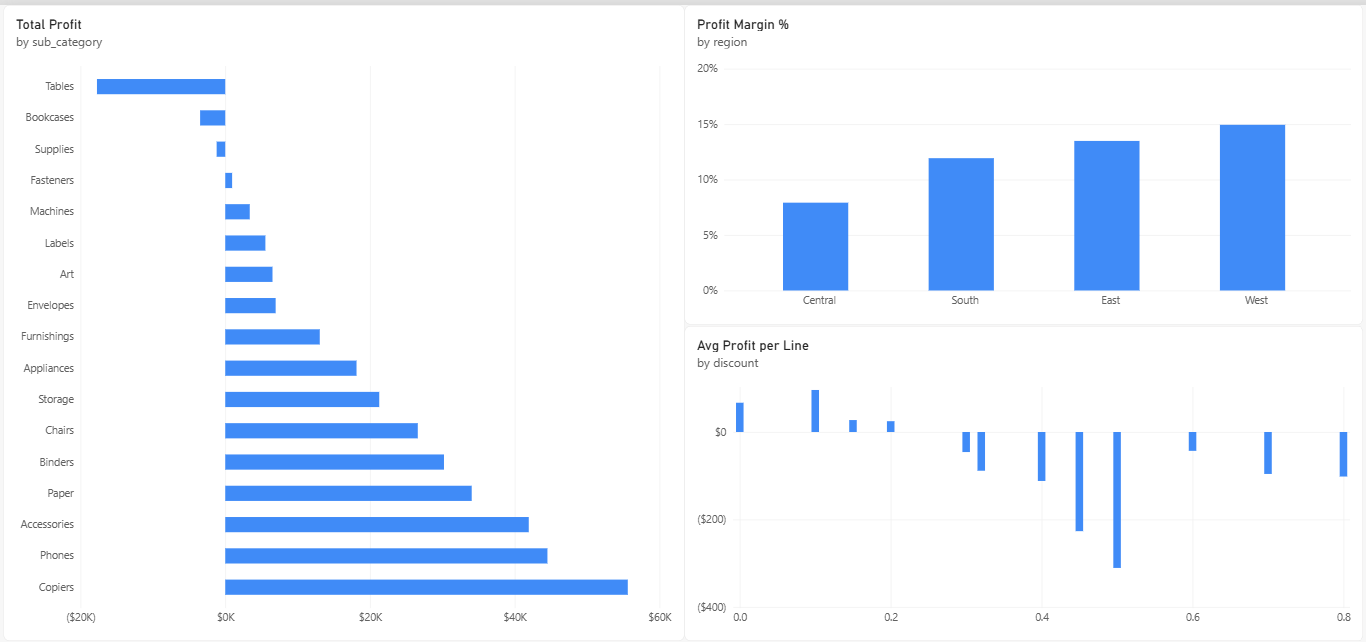 Total Profit
by sub_category
Tables
Bookcases
Supplies
Fasteners
Machines
Labels
Art
Envelopes
Furnishings
Appliances
Storage
Chairs
Binders
Paper
Accessories
Phones
Copiers
($20K) $0K $20K $40K $60K
Profit Margin %
by region
20%
15%
10%
5%
0%
Central South East West
Avg Profit per Line
by discount
$0
($200)
($400)
0.0 0.2 0.4 0.6 0.8